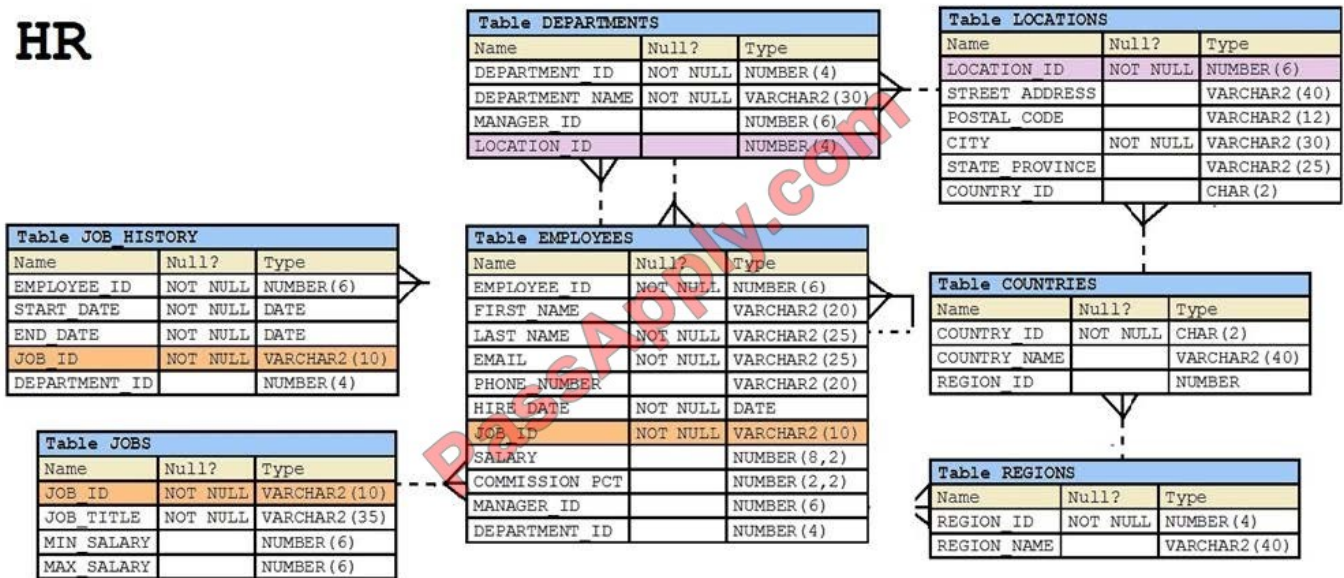 HR
Table DEPARTMENTS
Name Null? Type
DEPARTMENT_ID NOT NULL NUMBER(4)
DEPARTMENT_NAME NOT NULL VARCHAR2(30)
MANAGER_ID NUMBER(6)
LOCATION_ID NUMBER(4)
Table LOCATIONS
Name Null? Type
LOCATION_ID NOT NULL NUMBER(6)
STREET_ADDRESS VARCHAR2(40)
POSTAL_CODE VARCHAR2(12)
CITY NOT NULL VARCHAR2(30)
STATE_PROVINCE VARCHAR2(25)
COUNTRY_ID CHAR(2)
Table JOB_HISTORY
Name Null? Type
EMPLOYEE_ID NOT NULL NUMBER(6)
START_DATE NOT NULL DATE
END_DATE NOT NULL DATE
JOB_ID NOT NULL VARCHAR2(10)
DEPARTMENT_ID NUMBER(4)
Table EMPLOYEES
Name Null? Type
EMPLOYEE_ID NOT NULL NUMBER(6)
FIRST_NAME VARCHAR2(20)
LAST_NAME NOT NULL VARCHAR2(25)
EMAIL NOT NULL VARCHAR2(25)
PHONE_NUMBER VARCHAR2(20)
HIRE_DATE NOT NULL DATE
JOB_ID NOT NULL VARCHAR2(10)
SALARY NUMBER(8,2)
COMMISSION_PCT NUMBER(2,2)
MANAGER_ID NUMBER(6)
DEPARTMENT_ID NUMBER(4)
Table COUNTRIES
Name Null? Type
COUNTRY_ID NOT NULL CHAR(2)
COUNTRY_NAME VARCHAR2(40)
REGION_ID NUMBER
Table JOBS
Name Null? Type
JOB_ID NOT NULL VARCHAR2(10)
JOB_TITLE NOT NULL VARCHAR2(35)
MIN_SALARY NUMBER(6)
MAX_SALARY NUMBER(6)
Table REGIONS
Name Null? Type
REGION_ID NOT NULL NUMBER(4)
REGION_NAME VARCHAR2(40)
PassApply.com